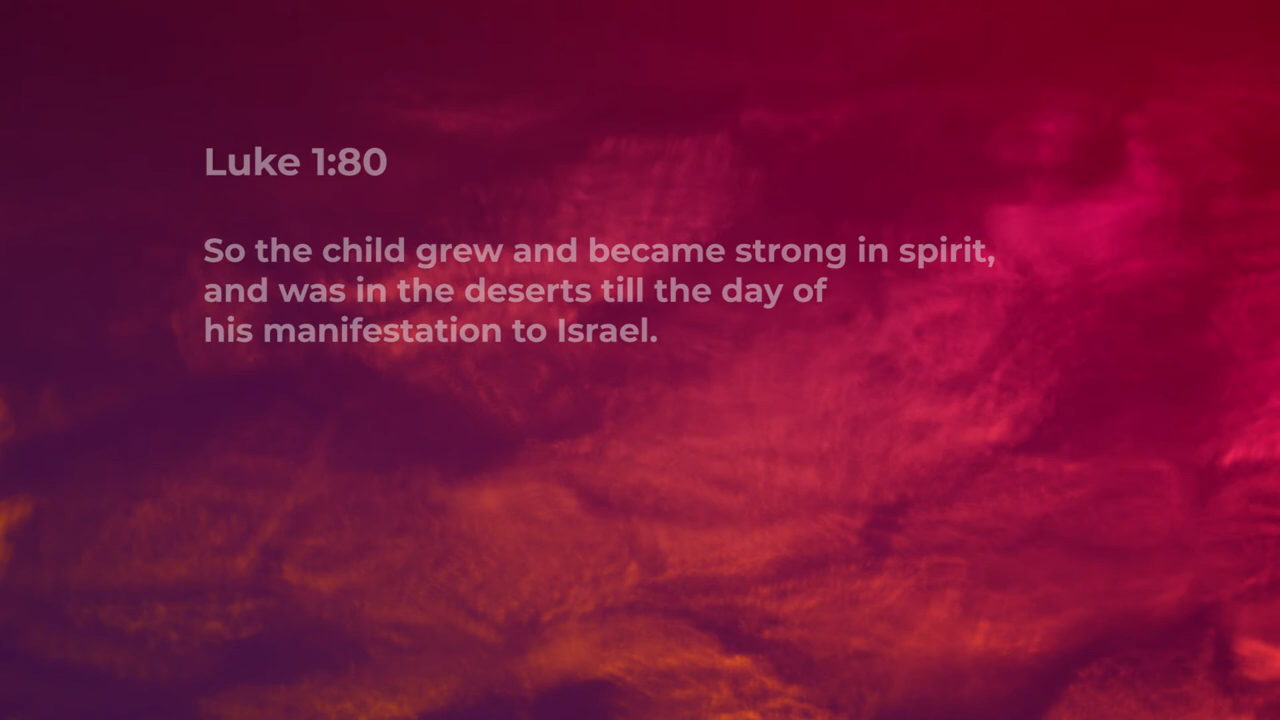 Luke 1:80
So the child grew and became strong in spirit,
and was in the deserts till the day of
his manifestation to Israel.